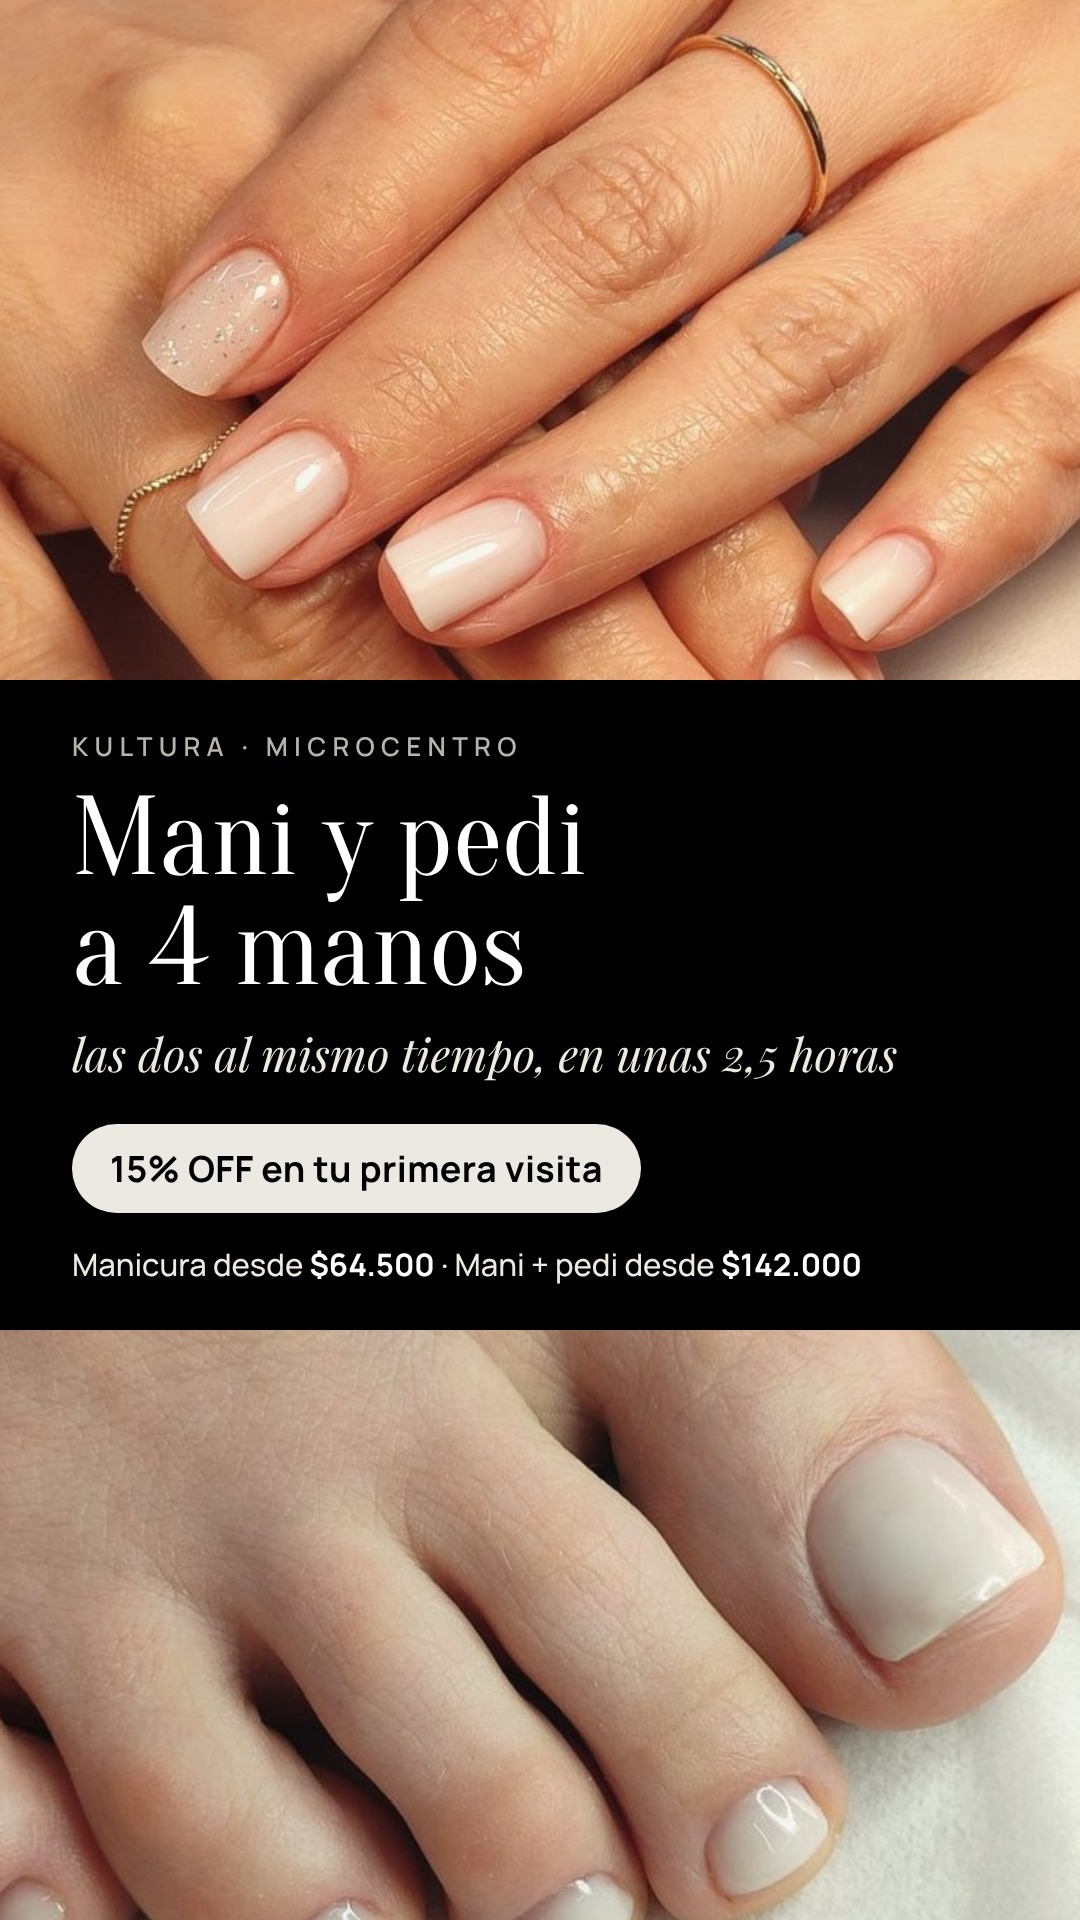 KULTURA · MICROCENTRO
Mani y pedi
a 4 manos
las dos al mismo tiempo, en unas 2,5 horas
15% OFF en tu primera visita
Manicura desde $64.500 · Mani + pedi desde $142.000